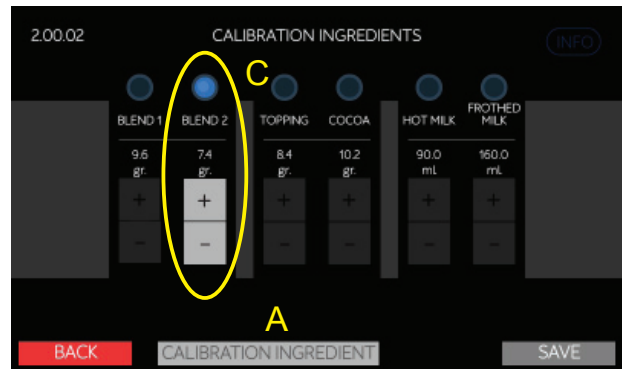 2.00.02 CALIBRATION INGREDIENTS INFO
C
BLEND 1 BLEND 2 TOPPING COCOA HOT MILK FROTHED MILK
9.6 gr. 7.4 gr. 8.4 gr. 10.2 gr. 90.0 ml. 160.0 ml.
+ + + + + +
- - - - - -
A
BACK CALIBRATION INGREDIENT SAVE